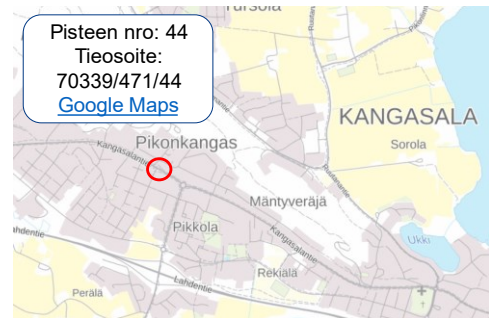 Tursola
Pisteen nro: 44
Tieosoite:
70339/471/44
Google Maps
KANGASALA
Sorola
Pikonkangas
Kangasalantie
Mäntyveräjä
Pikkola
Kangasalantie
Ukki
Rekiälä
Lahdentie
Perälä